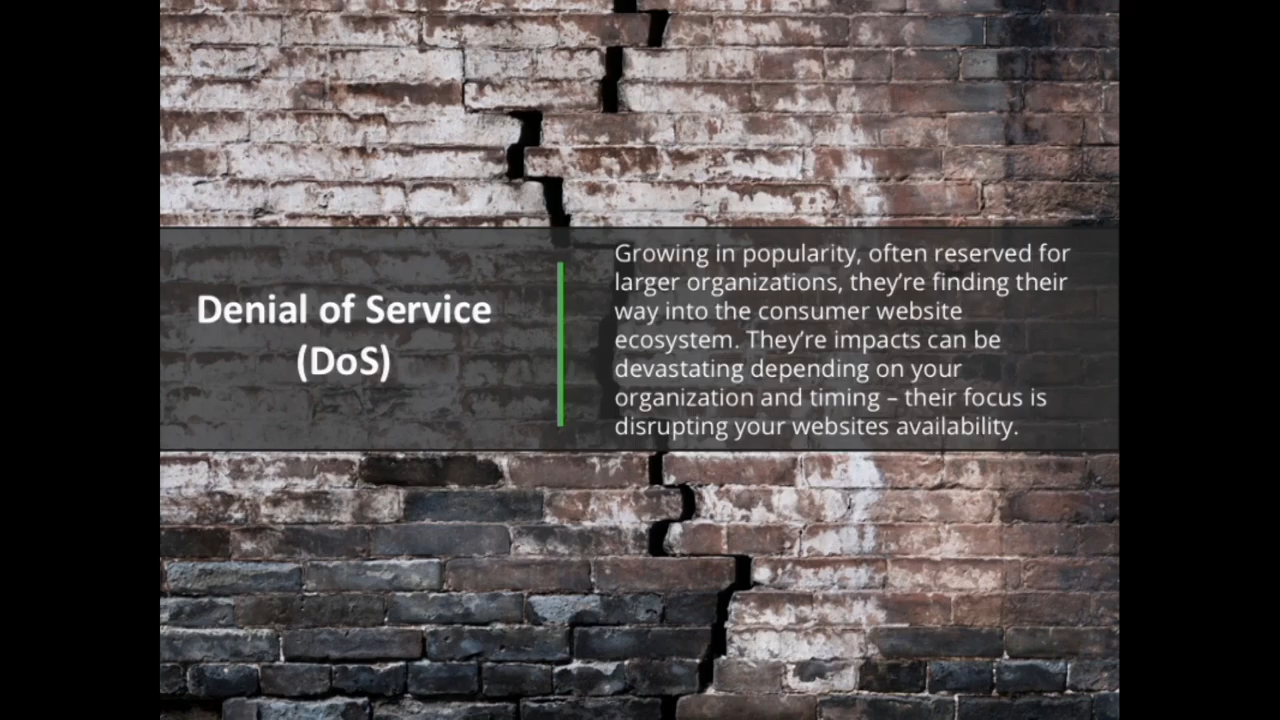 Denial of Service
(DoS)
Growing in popularity, often reserved for
larger organizations, they’re finding their
way into the consumer website
ecosystem. They’re impacts can be
devastating depending on your
organization and timing – their focus is
disrupting your websites availability.